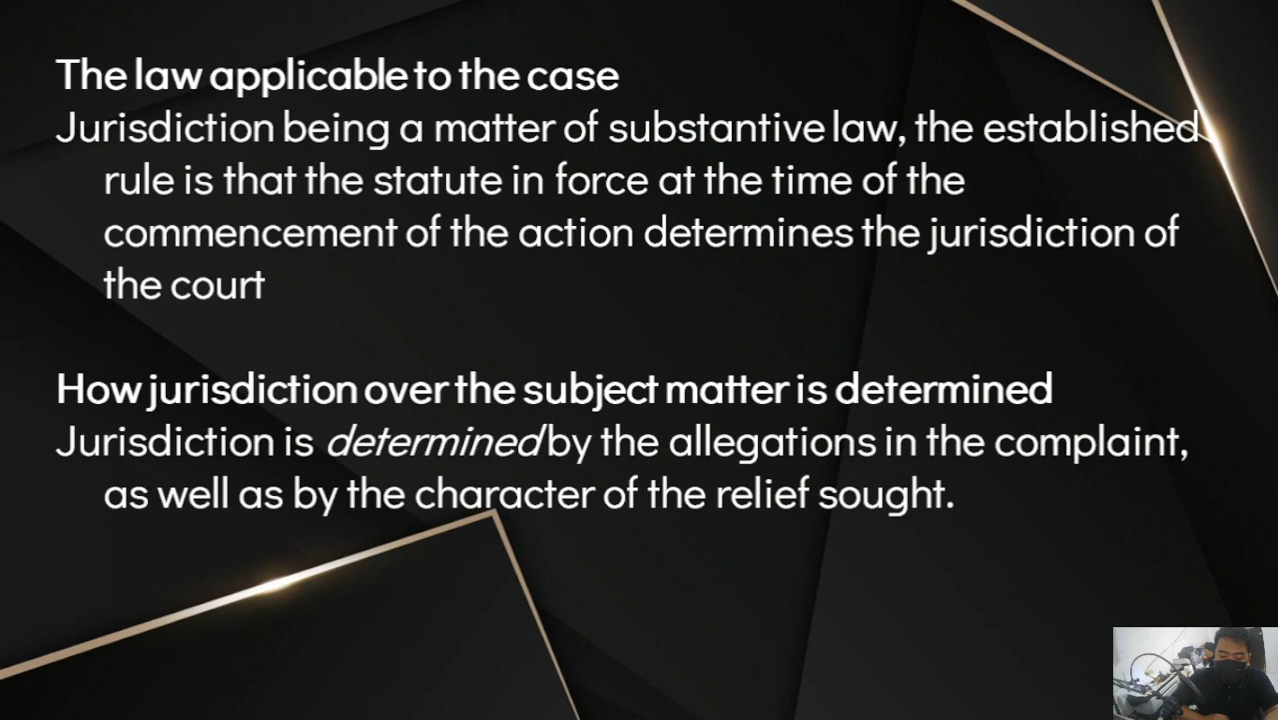 The law applicable to the case
Jurisdiction being a matter of substantive law, the established
rule is that the statute in force at the time of the
commencement of the action determines the jurisdiction of
the court
How jurisdiction over the subject matter is determined
Jurisdiction is determined by the allegations in the complaint,
as well as by the character of the relief sought.